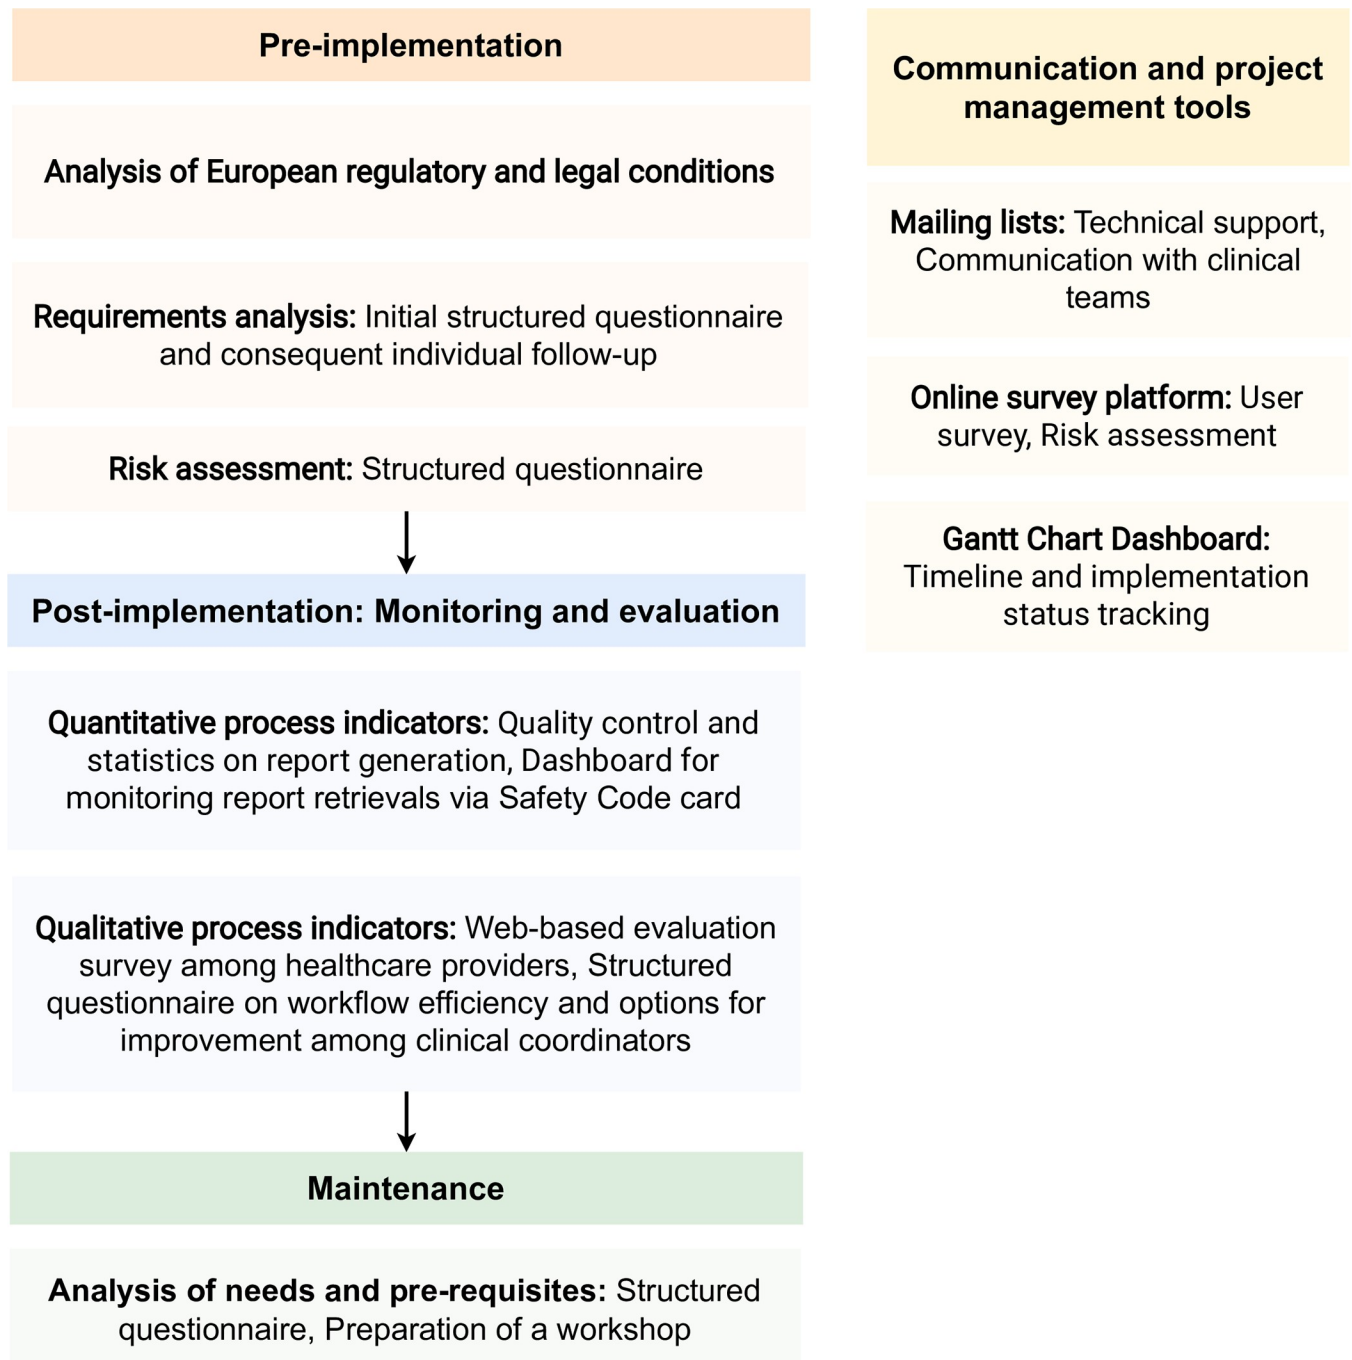 Pre-implementation
Analysis of European regulatory and legal conditions
Requirements analysis: Initial structured questionnaire
and consequent individual follow-up
Risk assessment: Structured questionnaire
Post-implementation: Monitoring and evaluation
Quantitative process indicators: Quality control and
statistics on report generation, Dashboard for
monitoring report retrievals via Safety Code card
Qualitative process indicators: Web-based evaluation
survey among healthcare providers, Structured
questionnaire on workflow efficiency and options for
improvement among clinical coordinators
Maintenance
Analysis of needs and pre-requisites: Structured
questionnaire, Preparation of a workshop
Communication and project
management tools
Mailing lists: Technical support,
Communication with clinical
teams
Online survey platform: User
survey, Risk assessment
Gantt Chart Dashboard:
Timeline and implementation
status tracking